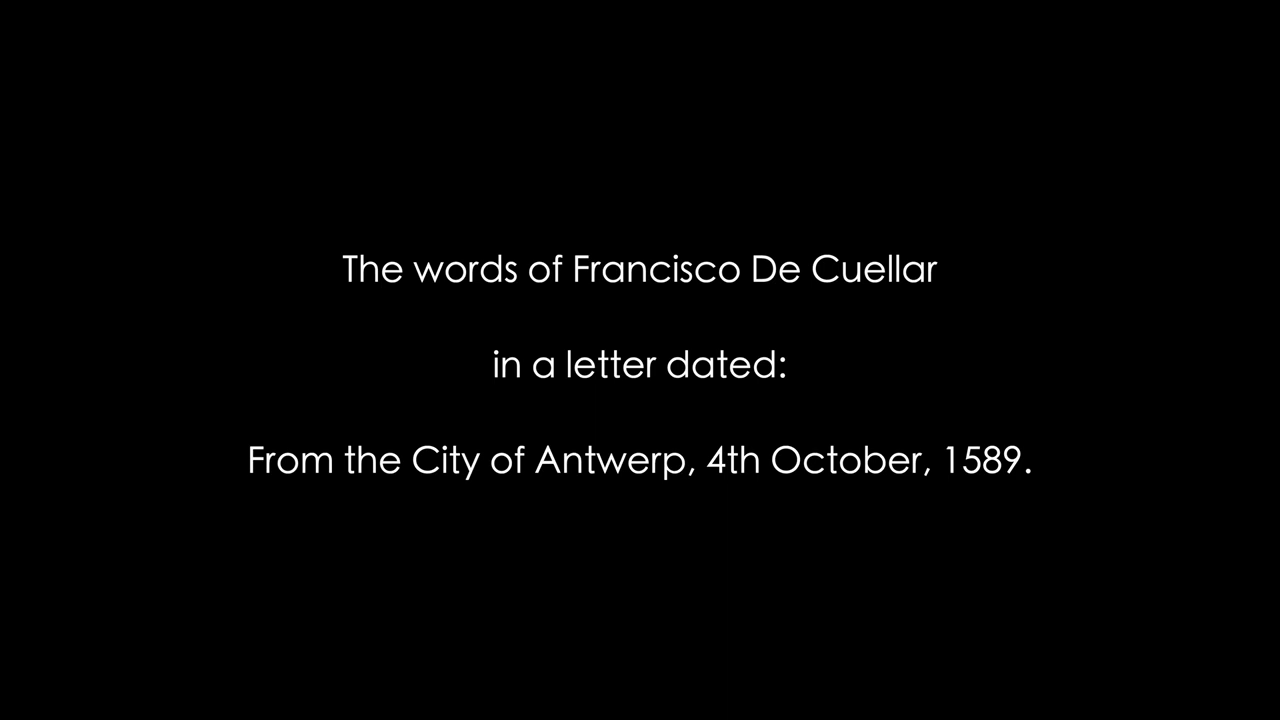 The words of Francisco De Cuellar
in a letter dated:
From the City of Antwerp, 4th October, 1589.